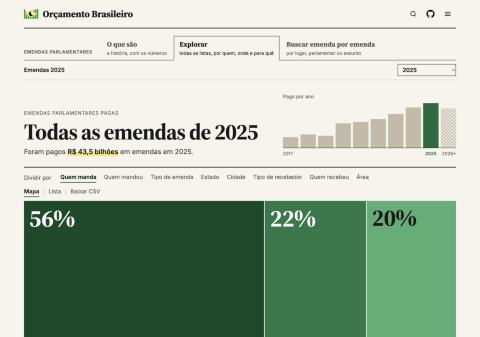 Orçamento Brasileiro
EMENDAS PARLAMENTARES
O que são
a história, com os números
Explorar
todas as listas, por quem, onde e para quê
Buscar emenda por emenda
por lugar, parlamentar ou assunto
Emendas 2025
2025
Pago por ano
EMENDAS PARLAMENTARES PAGAS
Todas as emendas de 2025
Foram pagos R$ 43,5 bilhões em emendas em 2025.
2017
2025
2026*
Dividir por
Quem manda
Quem mandou
Tipo de emenda
Estado
Cidade
Tipo de recebedor
Quem recebeu
Área
Mapa
Lista
Baixar CSV
56%
22%
20%